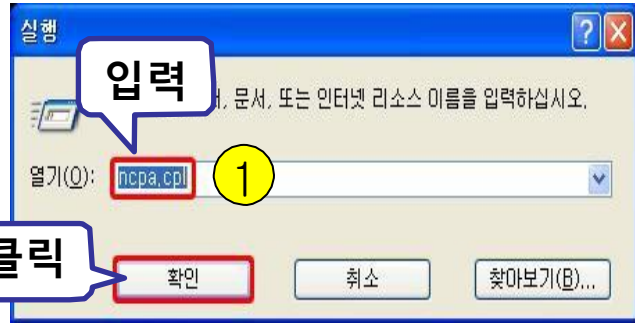 실행
입력
, 문서, 또는 인터넷 리소스 이름을 입력하십시오.
열기(O): ncpa.cpl 1
클릭
확인 취소 찾아보기(B)...